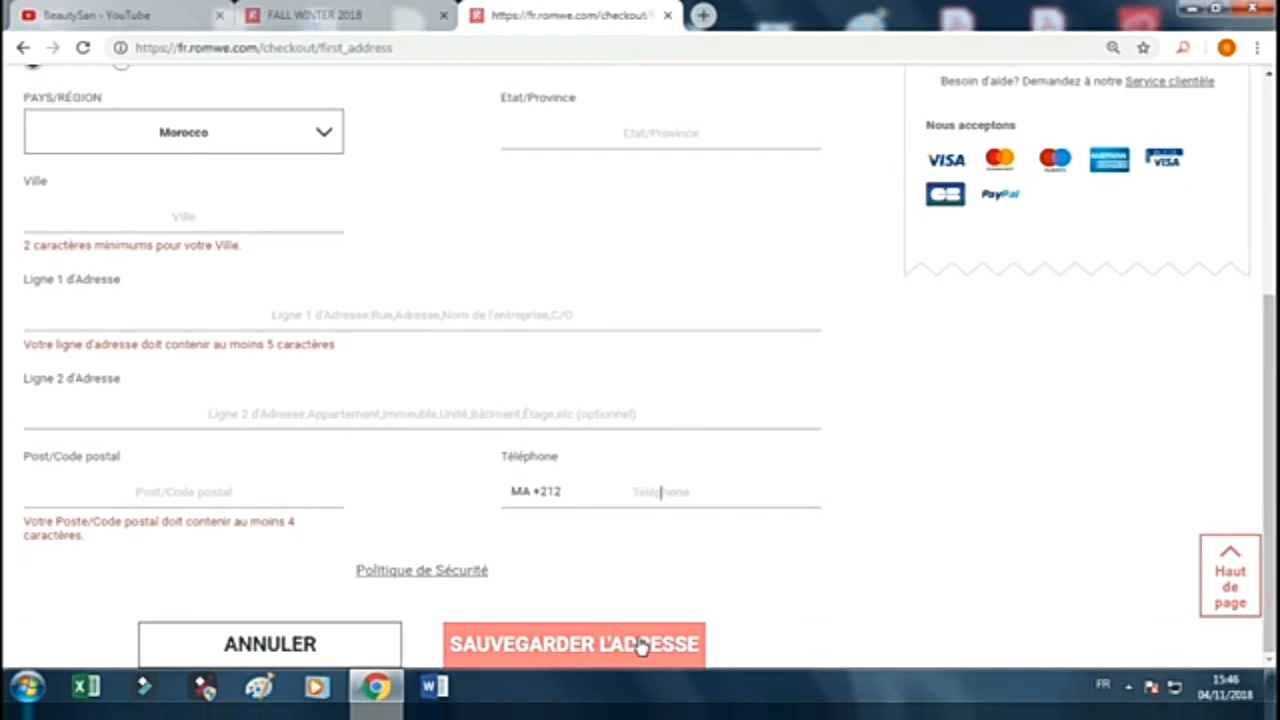 BeautySan - YouTube
FALL WINTER 2018
https://fr.romwe.com/checkout/f
https://fr.romwe.com/checkout/first_address
PAYS/RÉGION
Etat/Province
Morocco
Etat/Province
Ville
Ville
2 caractères minimums pour votre Ville.
Ligne 1 d'Adresse
Ligne 1 d'Adresse:Rue,Adresse,Nom de l'entreprise,C/O
Votre ligne d'adresse doit contenir au moins 5 caractères
Ligne 2 d'Adresse
Ligne 2 d'Adresse:Appartement,Immeuble,Unité,Bâtiment,Étage,etc (optionnel)
Post/Code postal
Téléphone
Post/Code postal
MA +212
Téléphone
Votre Poste/Code postal doit contenir au moins 4
caractères.
Politique de Sécurité
ANNULER
SAUVEGARDER L'ADRESSE
Besoin d'aide? Demandez à notre Service clientèle
Nous acceptons
VISA
VISA
PayPal
Haut
de
page
FR
15:46
04/11/2018